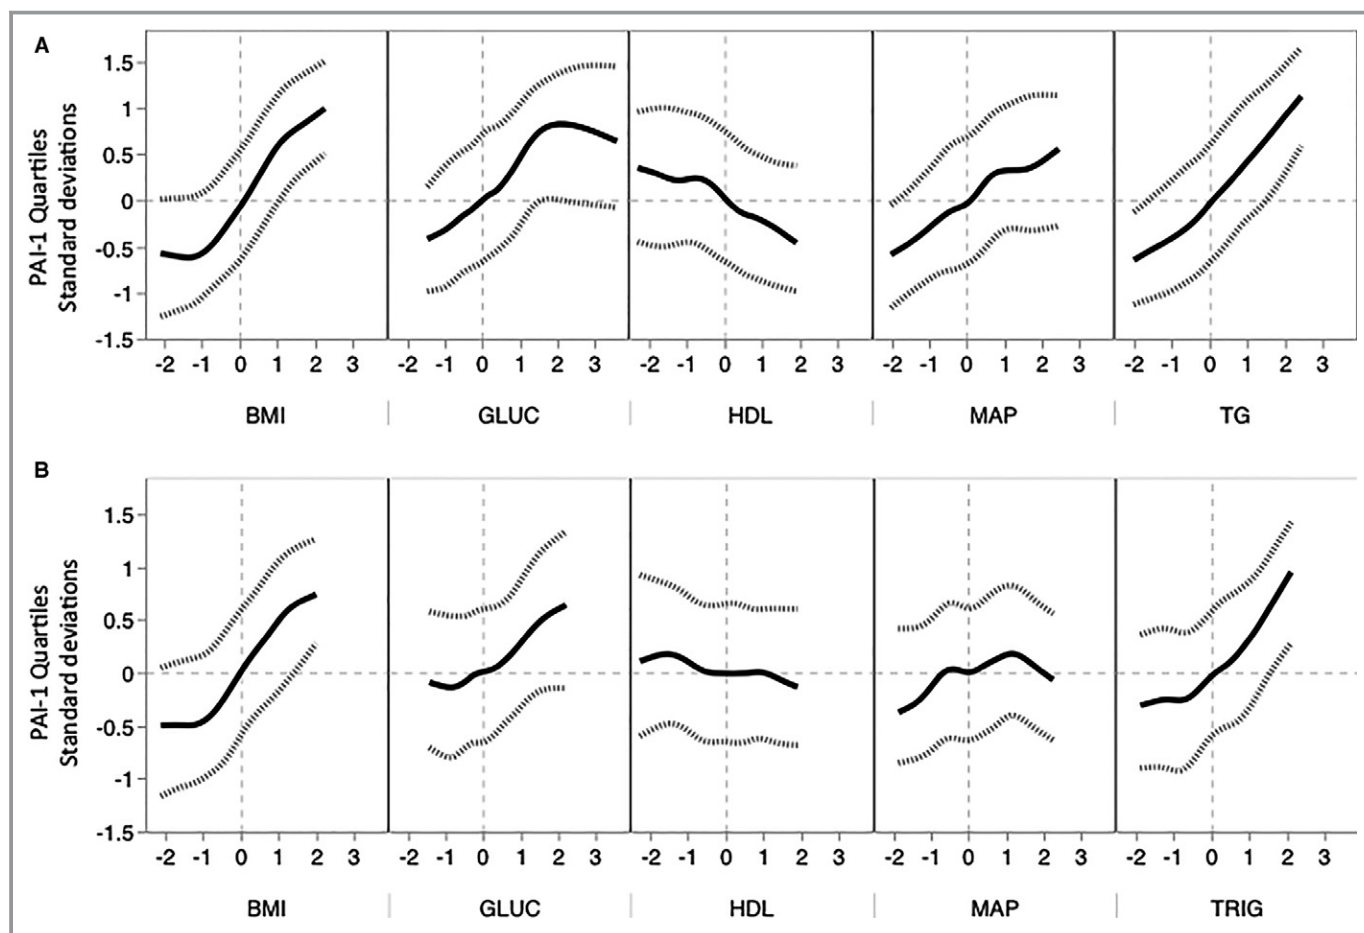 A
PAI-1 Quartiles
Standard deviations
1.5
1
0.5
0
-0.5
-1
-1.5
-2 -1 0 1 2 3 -2 -1 0 1 2 3 -2 -1 0 1 2 3 -2 -1 0 1 2 3 -2 -1 0 1 2 3
BMI GLUC HDL MAP TG
B
PAI-1 Quartiles
Standard deviations
1.5
1
0.5
0
-0.5
-1
-1.5
-2 -1 0 1 2 3 -2 -1 0 1 2 3 -2 -1 0 1 2 3 -2 -1 0 1 2 3 -2 -1 0 1 2 3
BMI GLUC HDL MAP TRIG